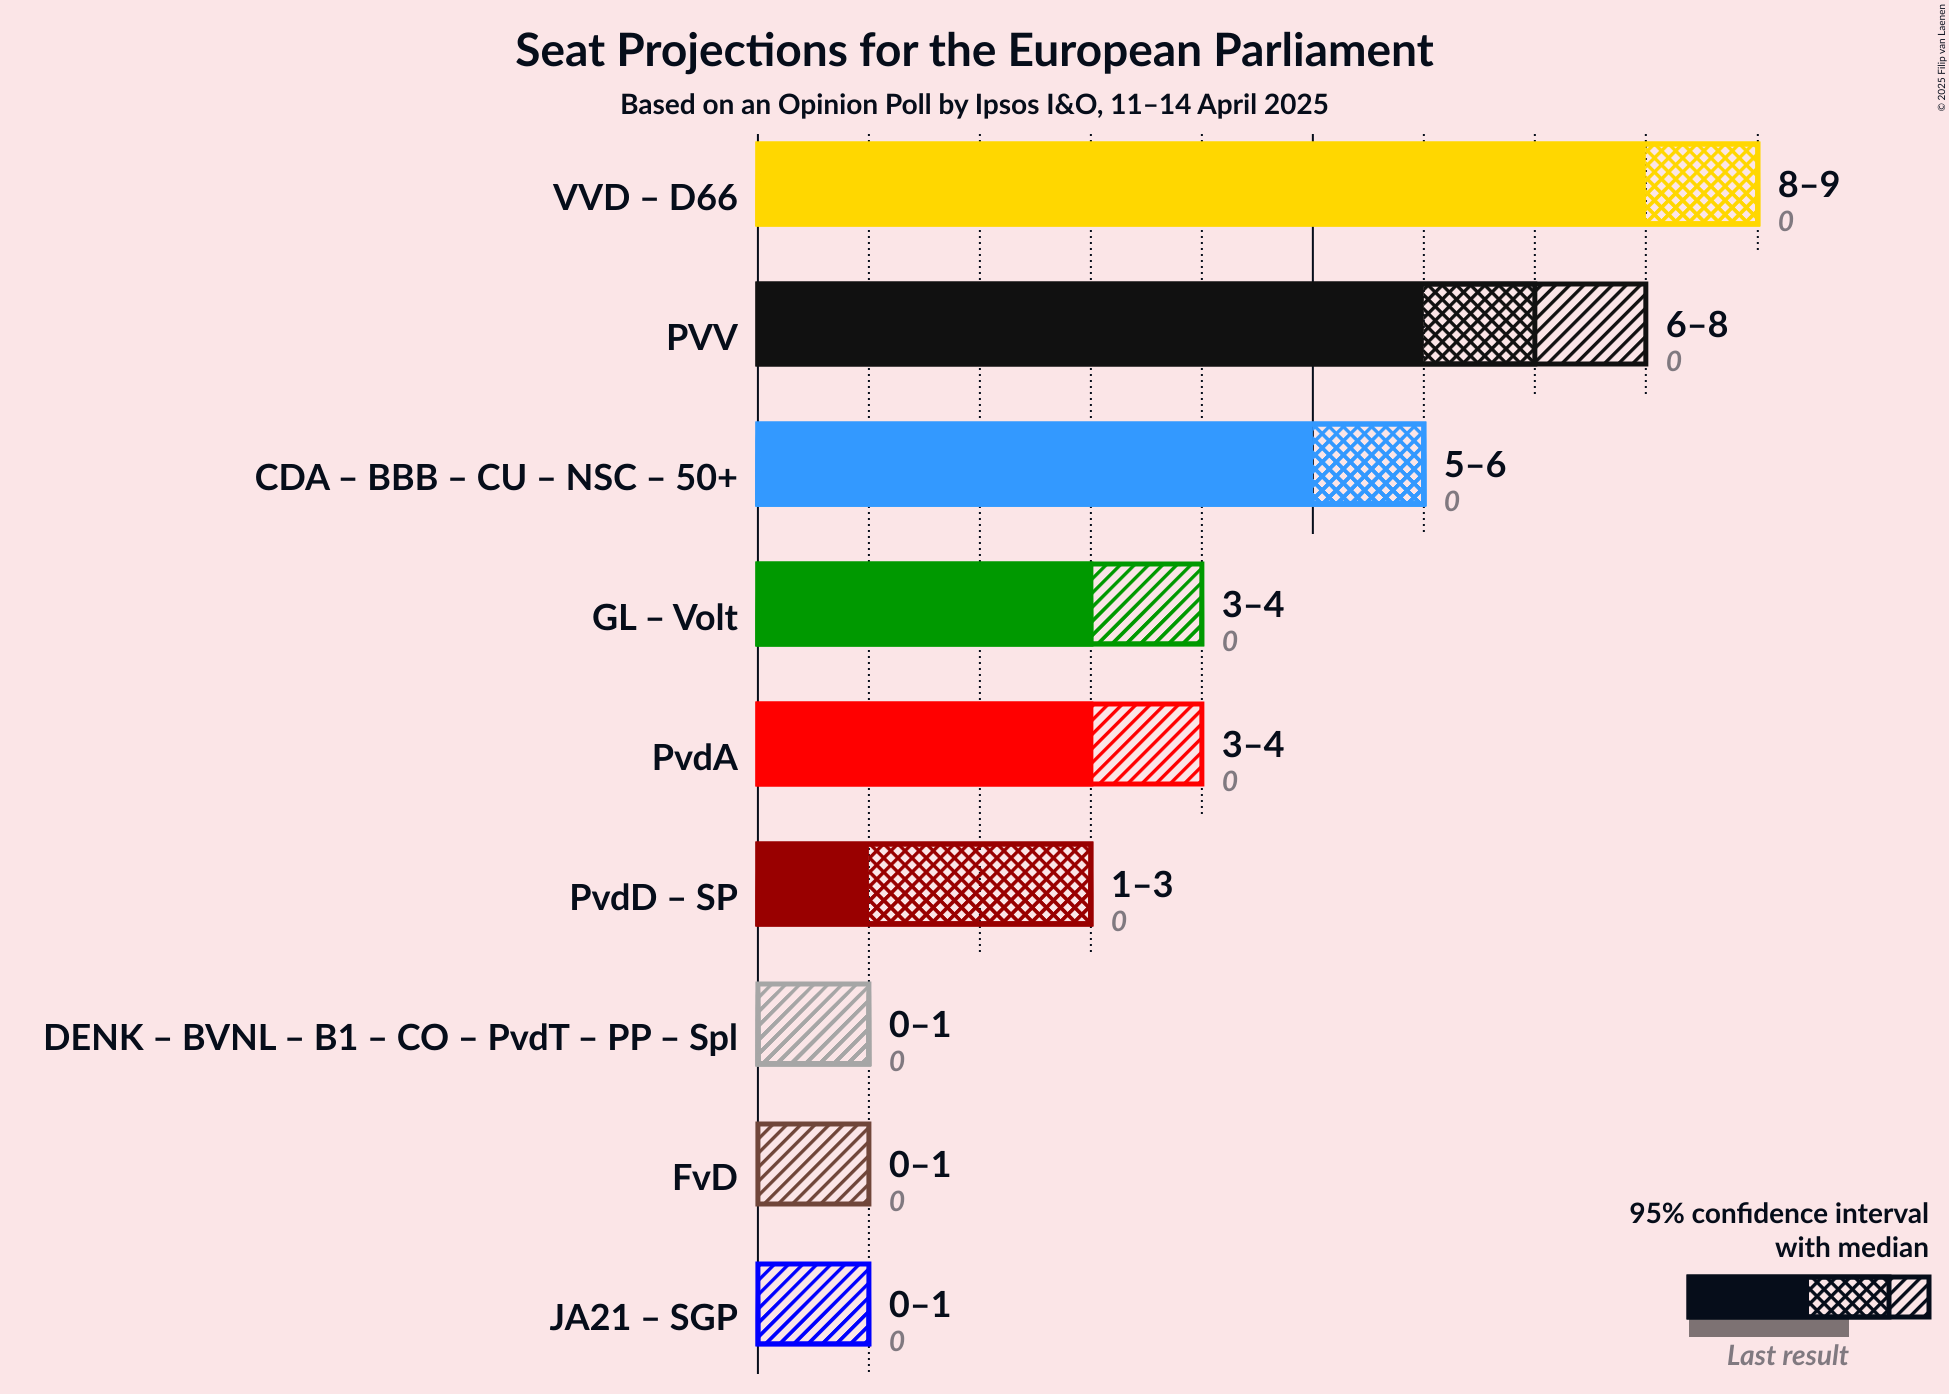 Seat Projections for the European Parliament
Based on an Opinion Poll by Ipsos I&O, 11–14 April 2025
© 2025 Filip van Laenen
VVD – D66
8–9
0
PVV
6–8
0
CDA – BBB – CU – NSC – 50+
5–6
0
GL – Volt
3–4
0
PvdA
3–4
0
PvdD – SP
1–3
0
DENK – BVNL – B1 – CO – PvdT – PP – Spl
0–1
0
FvD
0–1
0
JA21 – SGP
0–1
0
95% confidence interval
with median
Last result